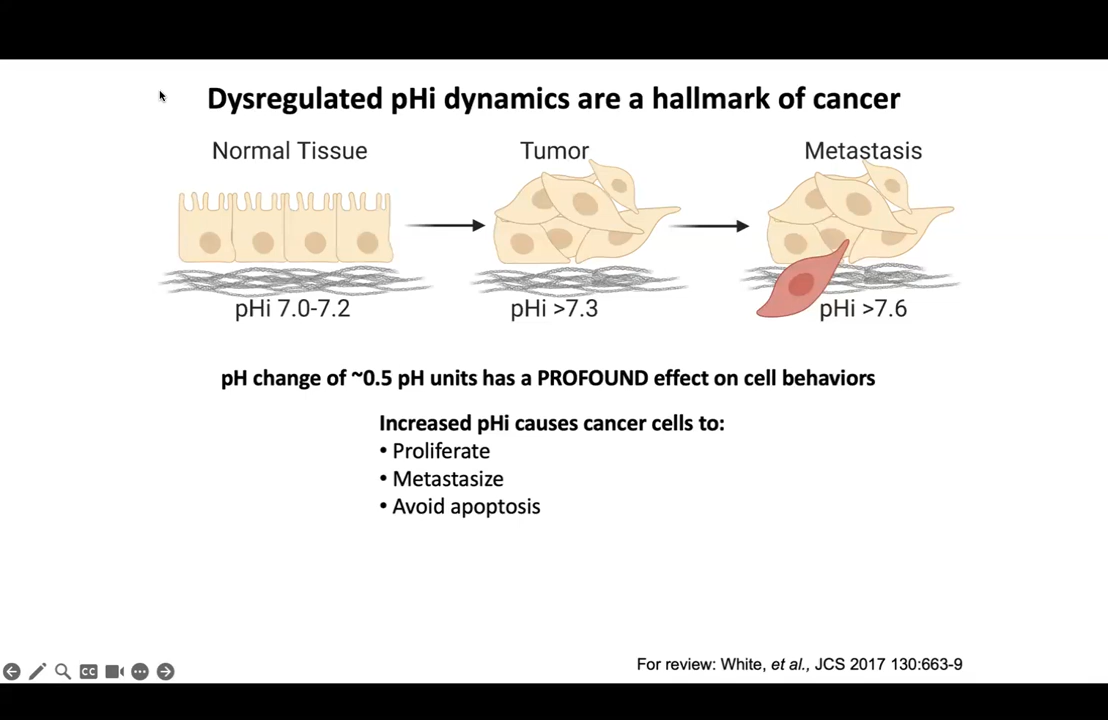 Dysregulated pHi dynamics are a hallmark of cancer
Normal Tissue
Tumor
Metastasis
pHi 7.0-7.2
pHi >7.3
pHi >7.6
pH change of ~0.5 pH units has a PROFOUND effect on cell behaviors
Increased pHi causes cancer cells to:
• Proliferate
• Metastasize
• Avoid apoptosis
CC
For review: White, et al., JCS 2017 130:663-9